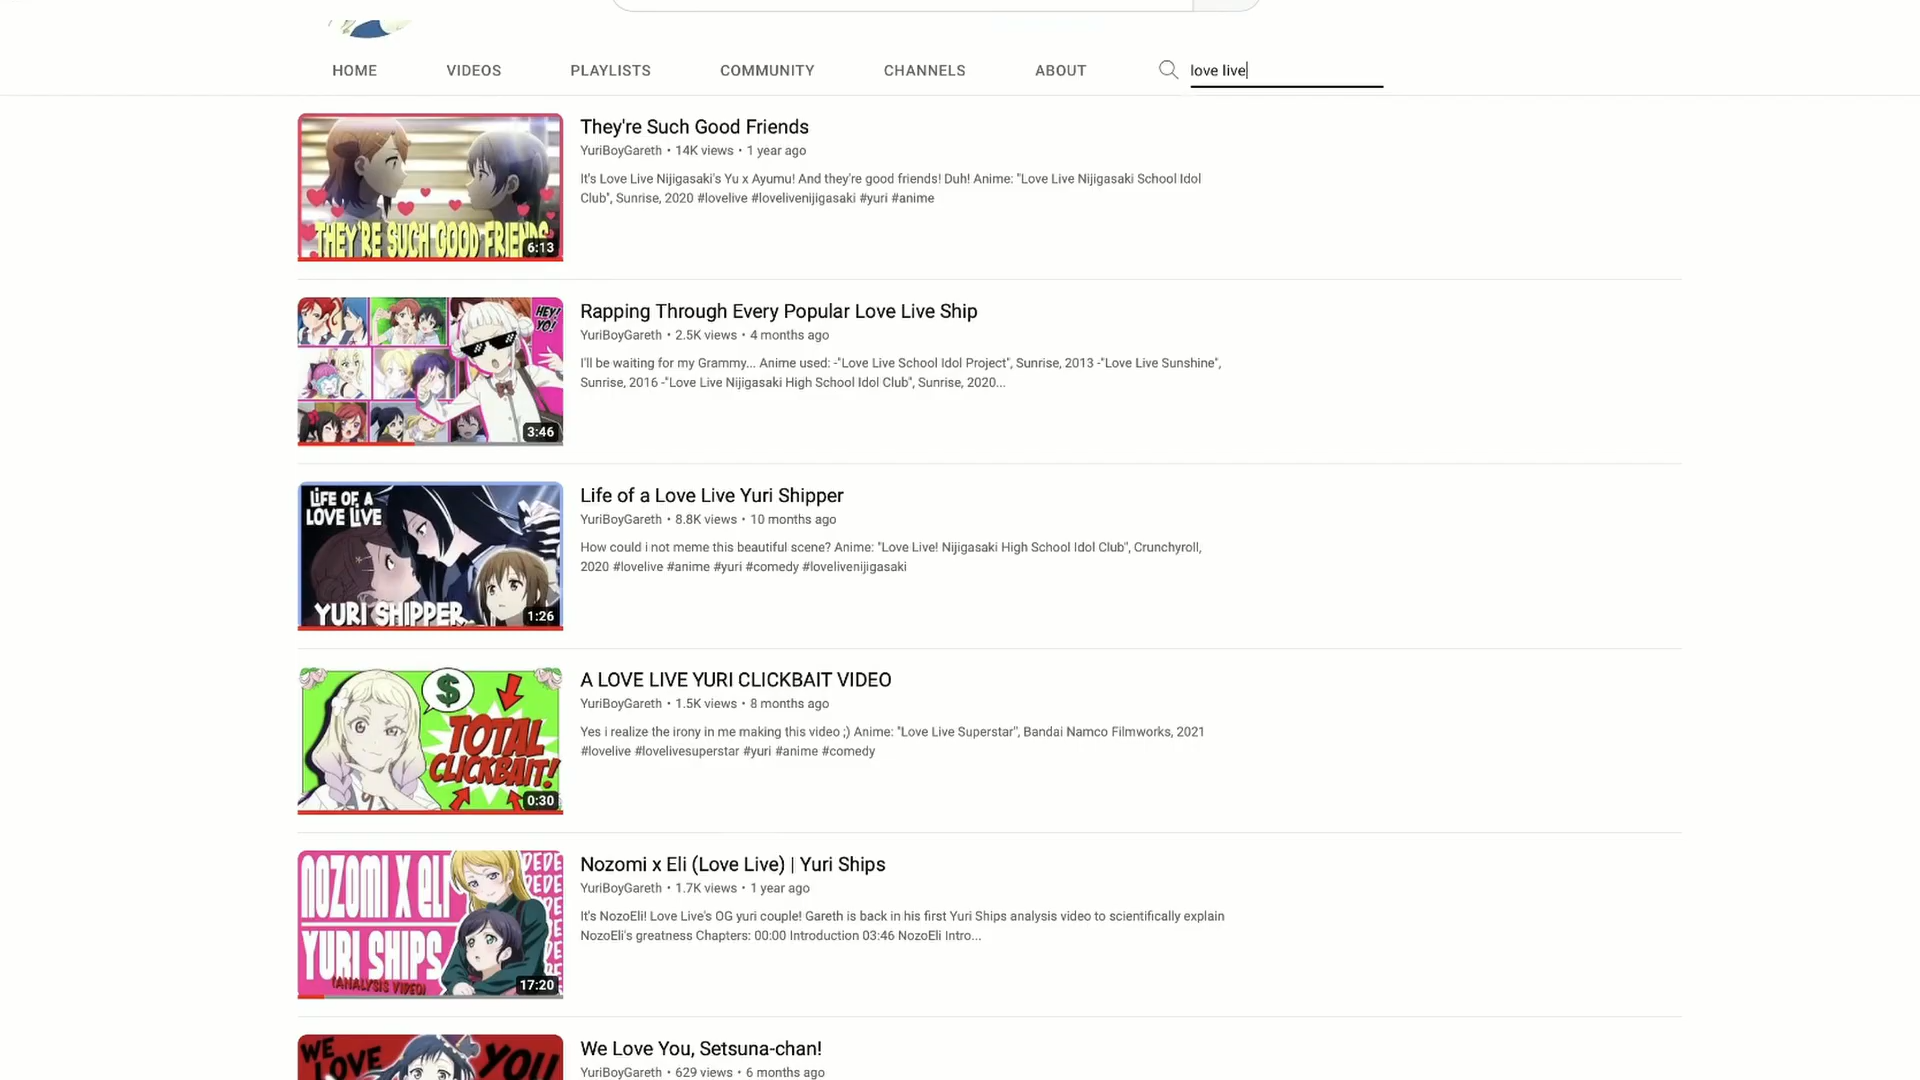 HOME VIDEOS PLAYLISTS COMMUNITY CHANNELS ABOUT love live
THEY'RE SUCH GOOD FRIENDS
6:13
They're Such Good Friends
YuriBoyGareth • 14K views • 1 year ago
It's Love Live Nijigasaki's Yu x Ayumu! And they're good friends! Duh! Anime: "Love Live Nijigasaki School Idol
Club", Sunrise, 2020 #lovelive #lovelivenijigasaki #yuri #anime
HEY!
YO!
3:46
Rapping Through Every Popular Love Live Ship
YuriBoyGareth • 2.5K views • 4 months ago
I'll be waiting for my Grammy... Anime used: -"Love Live School Idol Project", Sunrise, 2013 -"Love Live Sunshine",
Sunrise, 2016 -"Love Live Nijigasaki High School Idol Club", Sunrise, 2020...
LiFE OF A
LOVE LiVE
YURI SHIPPER
1:26
Life of a Love Live Yuri Shipper
YuriBoyGareth • 8.8K views • 10 months ago
How could i not meme this beautiful scene? Anime: "Love Live! Nijigasaki High School Idol Club", Crunchyroll,
2020 #lovelive #anime #yuri #comedy #lovelivenijigasaki
$
TOTAL
CLICKBAIT!
0:30
A LOVE LIVE YURI CLICKBAIT VIDEO
YuriBoyGareth • 1.5K views • 8 months ago
Yes i realize the irony in me making this video ;) Anime: "Love Live Superstar", Bandai Namco Filmworks, 2021
#lovelive #lovelivesuperstar #yuri #anime #comedy
NOZOMI X ELI
YURI SHIPS
(ANALYSIS VIDEO)
17:20
Nozomi x Eli (Love Live) | Yuri Ships
YuriBoyGareth • 1.7K views • 1 year ago
It's NozoEli! Love Live's OG yuri couple! Gareth is back in his first Yuri Ships analysis video to scientifically explain
NozoEli's greatness Chapters: 00:00 Introduction 03:46 NozoEli Intro...
WE
LOVE
YOU
We Love You, Setsuna-chan!
YuriBoyGareth • 629 views • 6 months ago